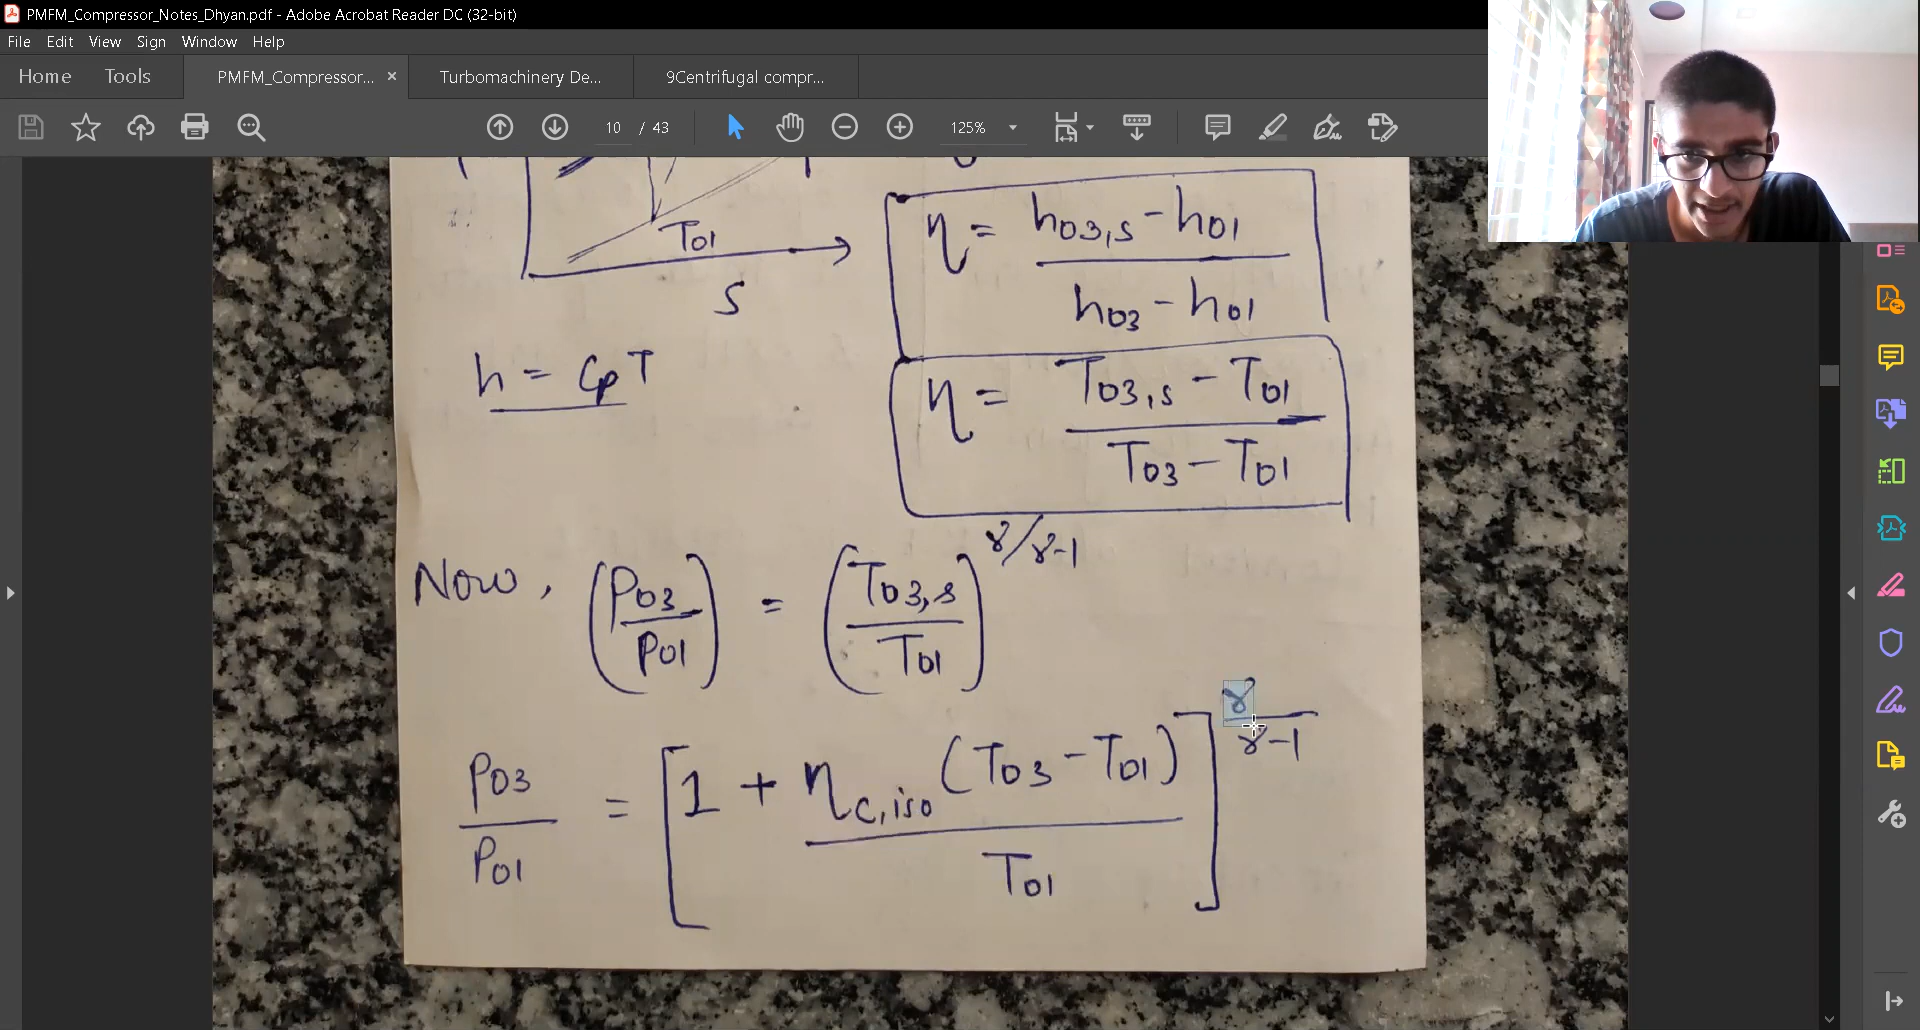 PMFM_Compressor_Notes_Dhyan.pdf - Adobe Acrobat Reader DC (32-bit)
File Edit View Sign Window Help
Home Tools PMFM_Compressor... × Turbomachinery De... 9Centrifugal compr...
10 / 43 125%
T01
S
h = CpT
η = h03,s - h01
h03 - h01
η = T03,s - T01
T03 - T01
Now, (P03/P01) = (T03,s/T01)^γ/γ-1
P03/P01 = [1 + ηc,iso (T03 - T01)/T01]^γ/γ-1